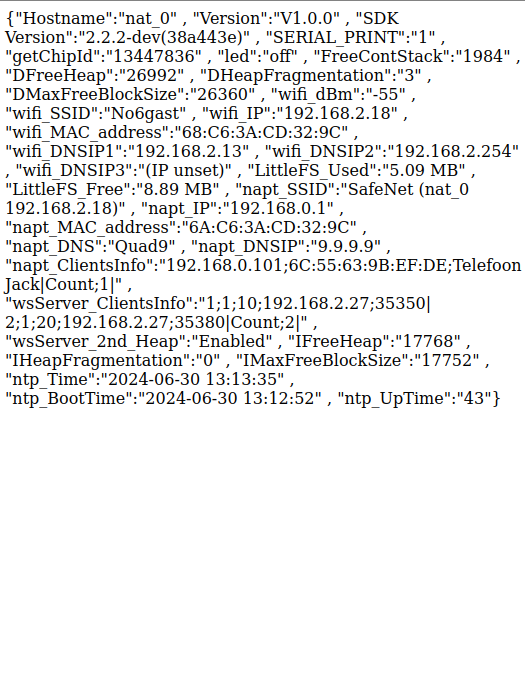 {"Hostname":"nat_0" , "Version":"V1.0.0" , "SDK
Version":"2.2.2-dev(38a443e)" , "SERIAL_PRINT":"1" ,
"getChipId":"13447836" , "led":"off" , "FreeContStack":"1984" ,
"DFreeHeap":"26992" , "DHeapFragmentation":"3" ,
"DMaxFreeBlockSize":"26360" , "wifi_dBm":"-55" ,
"wifi_SSID":"No6gast" , "wifi_IP":"192.168.2.18" ,
"wifi_MAC_address":"68:C6:3A:CD:32:9C" ,
"wifi_DNSIP1":"192.168.2.13" , "wifi_DNSIP2":"192.168.2.254"
, "wifi_DNSIP3":"(IP unset)" , "LittleFS_Used":"5.09 MB" ,
"LittleFS_Free":"8.89 MB" , "napt_SSID":"SafeNet (nat_0
192.168.2.18)" , "napt_IP":"192.168.0.1" ,
"napt_MAC_address":"6A:C6:3A:CD:32:9C" ,
"napt_DNS":"Quad9" , "napt_DNSIP":"9.9.9.9" ,
"napt_ClientsInfo":"192.168.0.101;6C:55:63:9B:EF:DE;Telefoon
Jack|Count;1|" ,
"wsServer_ClientsInfo":"1;1;10;192.168.2.27;35350|
2;1;20;192.168.2.27;35380|Count;2|" ,
"wsServer_2nd_Heap":"Enabled" , "IFreeHeap":"17768" ,
"IHeapFragmentation":"0" , "IMaxFreeBlockSize":"17752" ,
"ntp_Time":"2024-06-30 13:13:35" ,
"ntp_BootTime":"2024-06-30 13:12:52" , "ntp_UpTime":"43"}